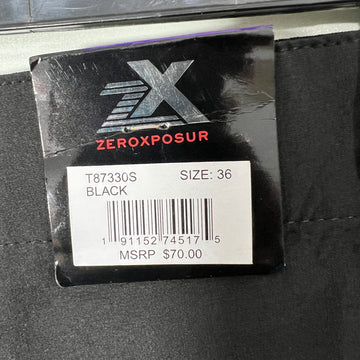 ZX
ZEROXPOSUR
T87330S SIZE: 36
BLACK
1 91152 74517 5
MSRP $70.00